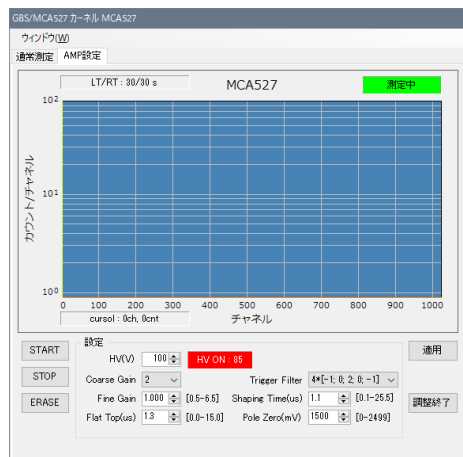 GBS/MCA527 カーネル MCA527
ウィンドウ(W)
通常測定 AMP設定
LT/RT : 30/30 s MCA527 測定中
10²
10¹
10⁰
カウント/チャネル
0 100 200 300 400 500 600 700 800 900 1000
cursol : 0ch, 0cnt チャネル
START 設定 適用
HV(V) 100 HV ON : 85
STOP Coarse Gain 2 Trigger Filter 4*[-1; 0; 2; 0; -1]
ERASE Fine Gain 1.000 [0.5-6.5] Shaping Time(us) 1.1 [0.1-25.5] 調整終了
Flat Top(us) 1.3 [0.0-15.0] Pole Zero(mV) 1500 [0-2499]